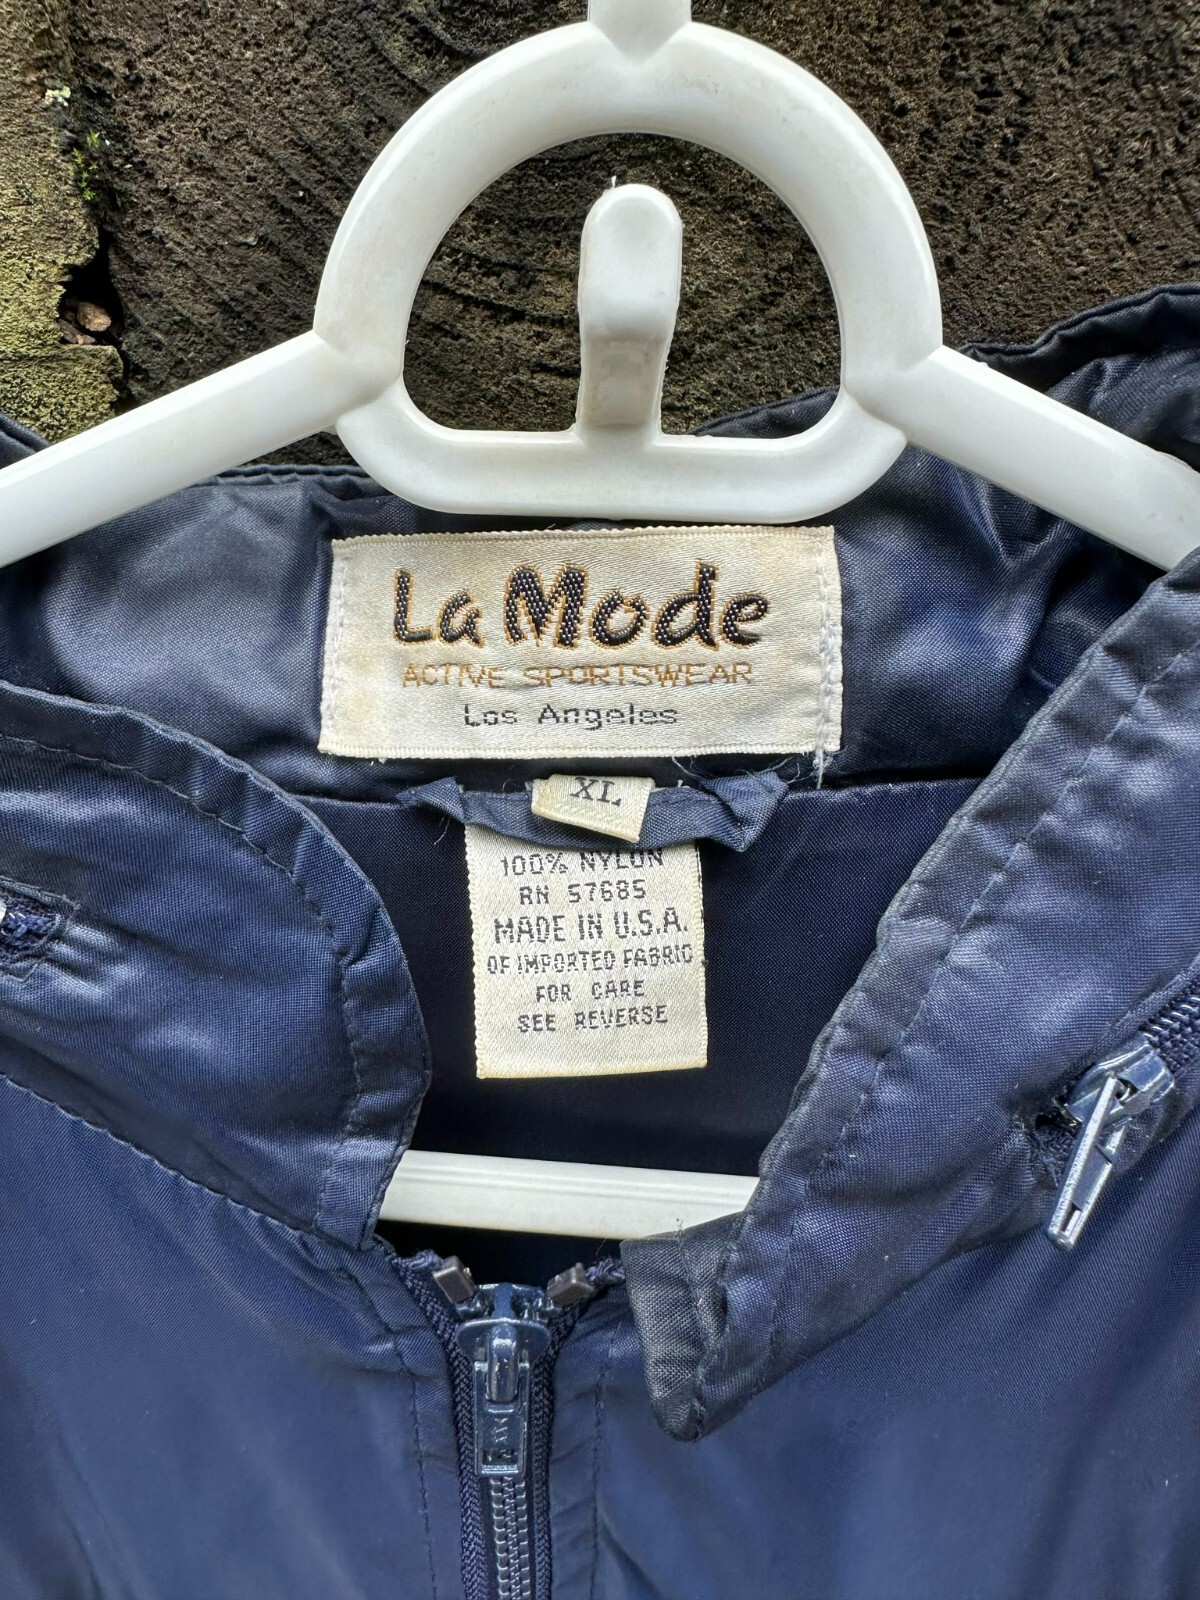 La Mode
ACTIVE SPORTSWEAR
Los Angeles
XL
100% NYLON
RN 57685
MADE IN U.S.A.
OF IMPORTED FABRIC
FOR CARE
SEE REVERSE